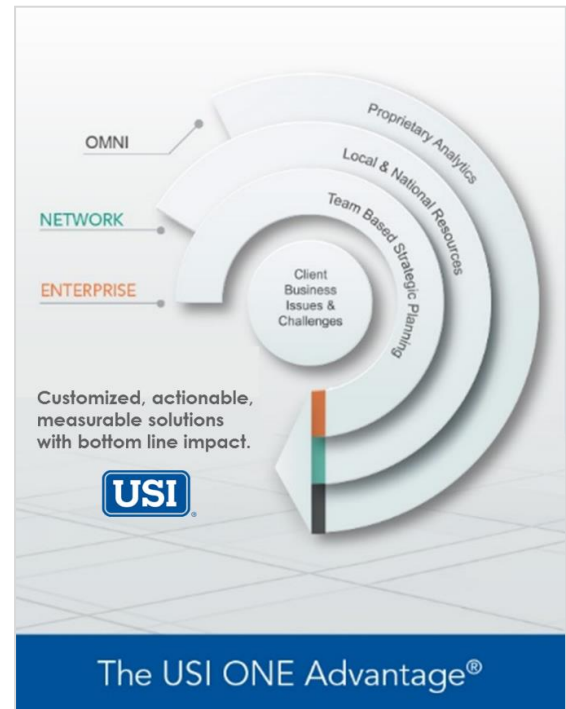 Proprietary Analytics
OMNI
Local & National Resources
NETWORK
Team Based Strategic Planning
ENTERPRISE
Client
Business
Issues &
Challenges
Customized, actionable,
measurable solutions
with bottom line impact.
USI®
The USI ONE Advantage®